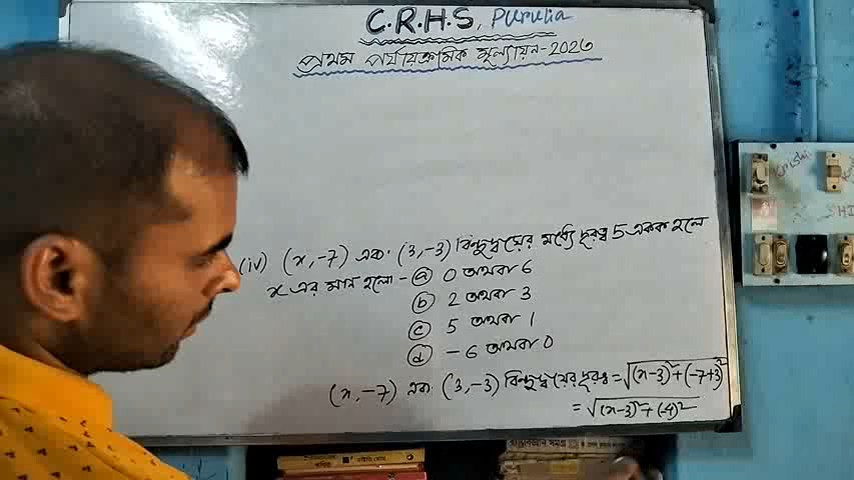 C.R.H.S, Purulia
প্রথম পর্যায়ক্রমিক মূল্যায়ন-2026
(iv) (x, -7) এবং (3, -3) বিন্দুদ্বয়ের মধ্যে দূরত্ব 5 একক হলে
x এর মান হলো - (a) 0 অথবা 6
(b) 2 অথবা 3
(c) 5 অথবা 1
(d) -6 অথবা 0
(x, -7) এবং (3, -3) বিন্দুদ্বয়ের দূরত্ব = √(x-3)²+(-7+3)²
= √(x-3)²+(-4)²